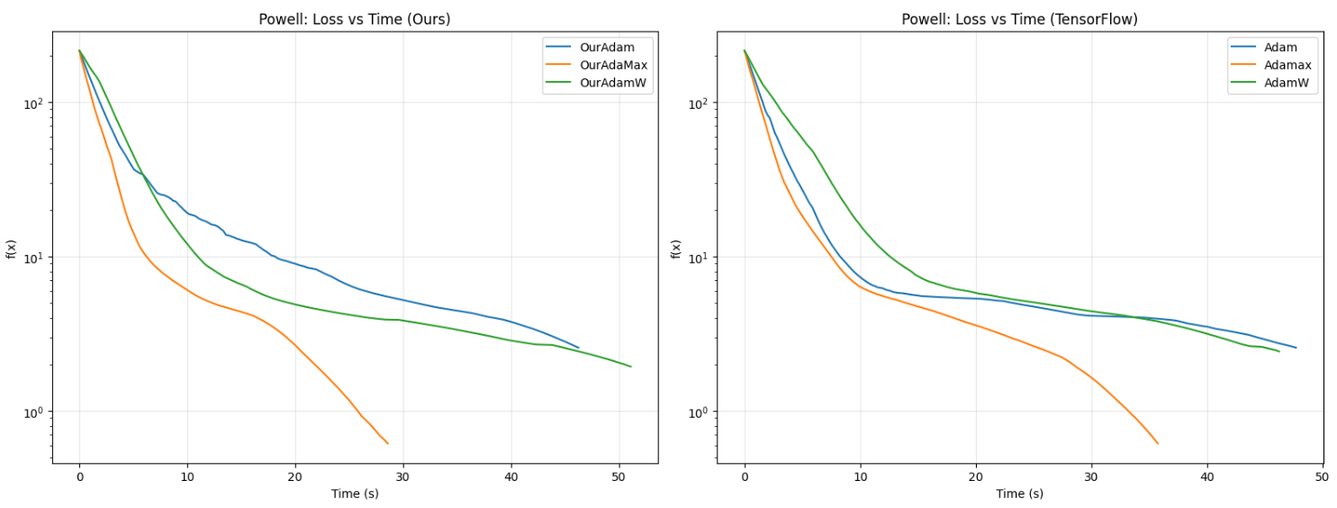 Powell: Loss vs Time (Ours)
OurAdam
OurAdaMax
OurAdamW
f(x)
10²
10¹
10⁰
0 10 20 30 40 50
Time (s)
Powell: Loss vs Time (TensorFlow)
Adam
Adamax
AdamW
f(x)
10²
10¹
10⁰
0 10 20 30 40 50
Time (s)